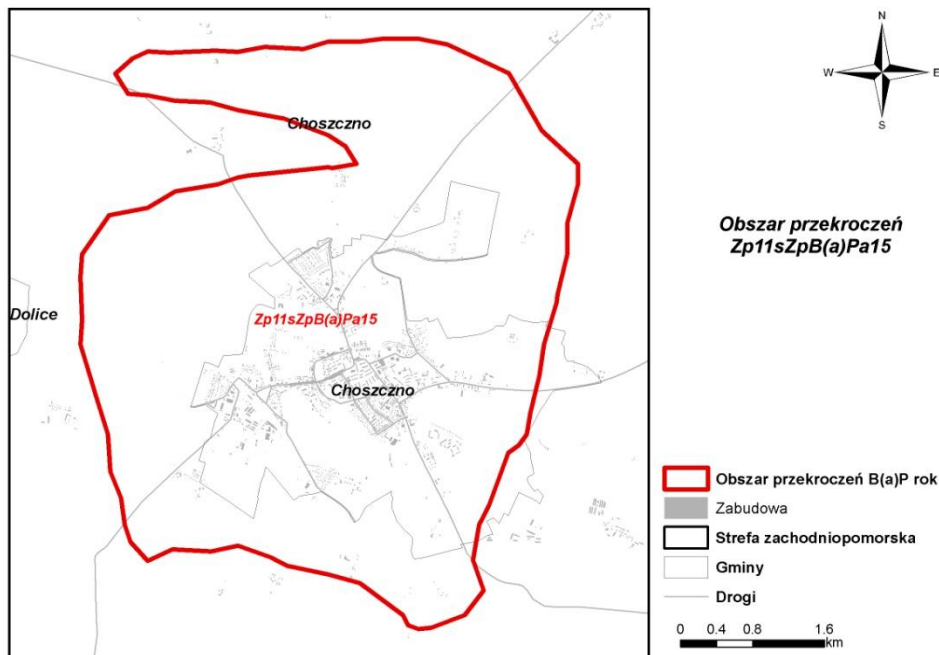 Choszczno
Dolice
Zp11sZpB(a)Pa15
Choszczno
N
W
E
S
Obszar przekroczeń
Zp11sZpB(a)Pa15
Obszar przekroczeń B(a)P rok
Zabudowa
Strefa zachodniopomorska
Gminy
Drogi
0 0.4 0.8 1.6
km